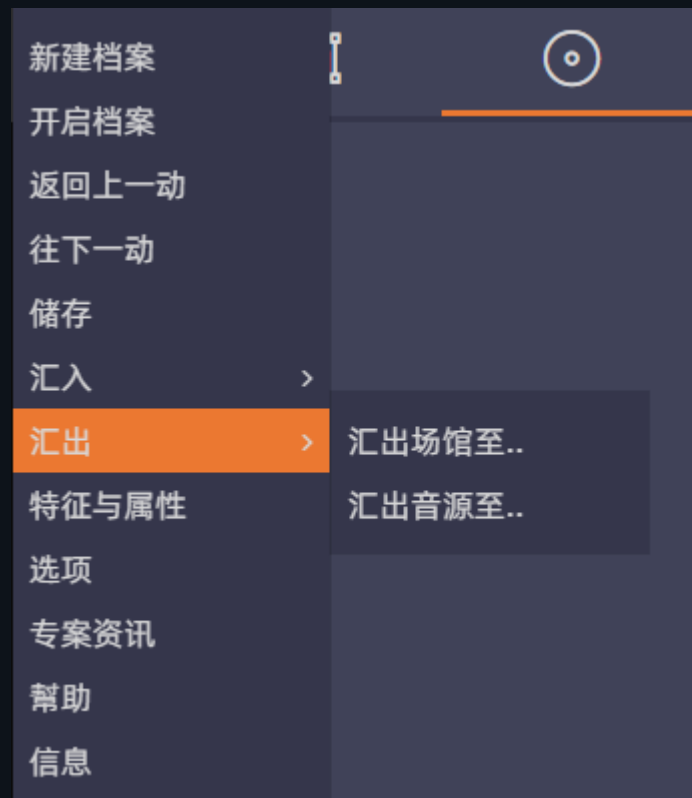 新建档案
开启档案
返回上一动
往下一动
储存
汇入
汇出
汇出场馆至..
特征与属性
汇出音源至..
选项
专案资讯
幫助
信息